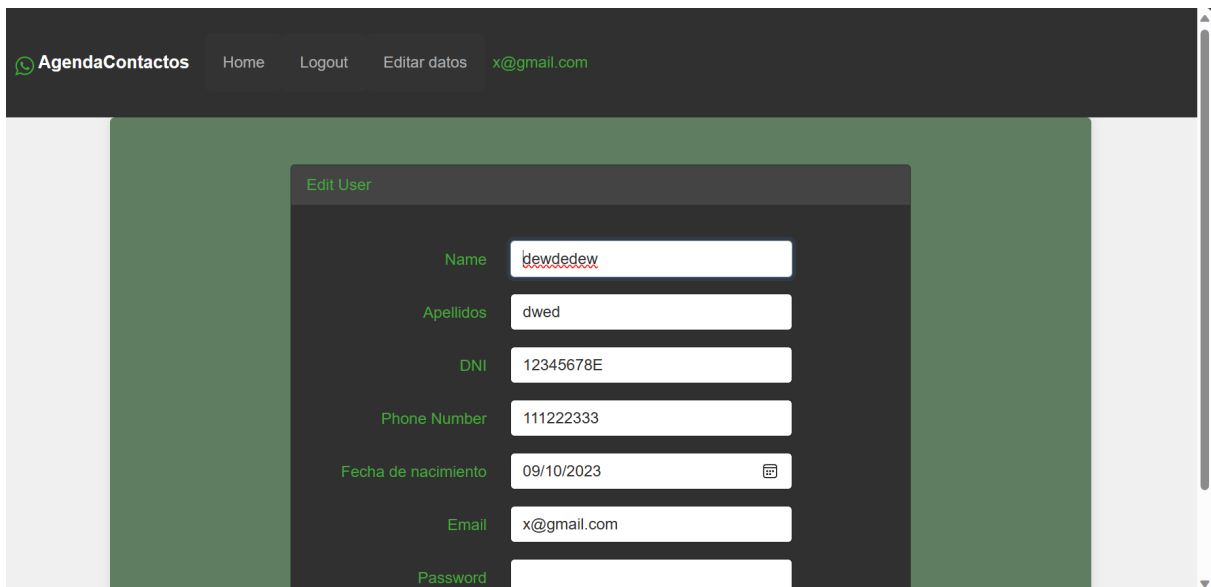 AgendaContactos Home Logout Editar datos x@gmail.com
Edit User
Name dewdedew
Apellidos dwed
DNI 12345678E
Phone Number 111222333
Fecha de nacimiento 09/10/2023
Email x@gmail.com
Password